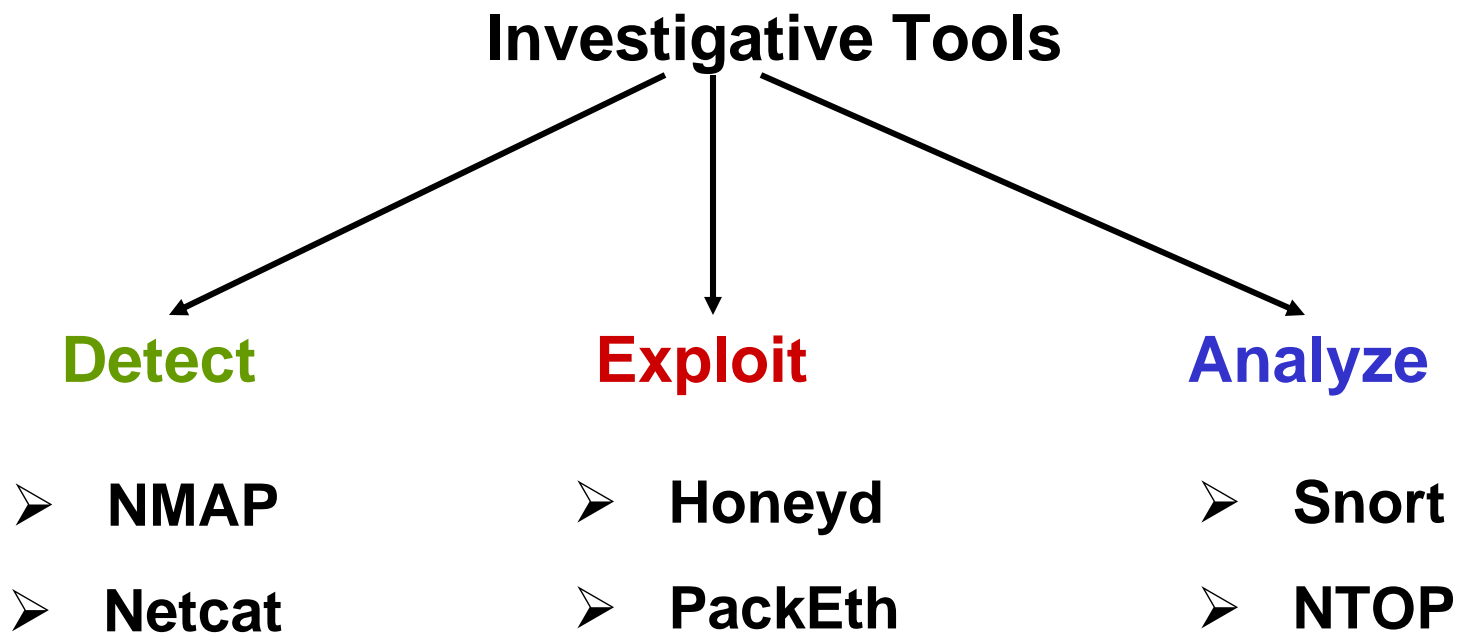 Investigative Tools
Detect
Exploit
Analyze
➢ NMAP
➢ Honeyd
➢ Snort
➢ Netcat
➢ PackEth
➢ NTOP